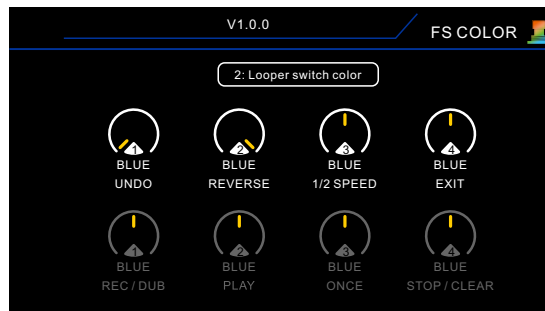 V1.0.0
FS COLOR
2: Looper switch color
1 2 3 4
BLUE BLUE BLUE BLUE
UNDO REVERSE 1/2 SPEED EXIT
1 2 3 4
BLUE BLUE BLUE BLUE
REC / DUB PLAY ONCE STOP / CLEAR